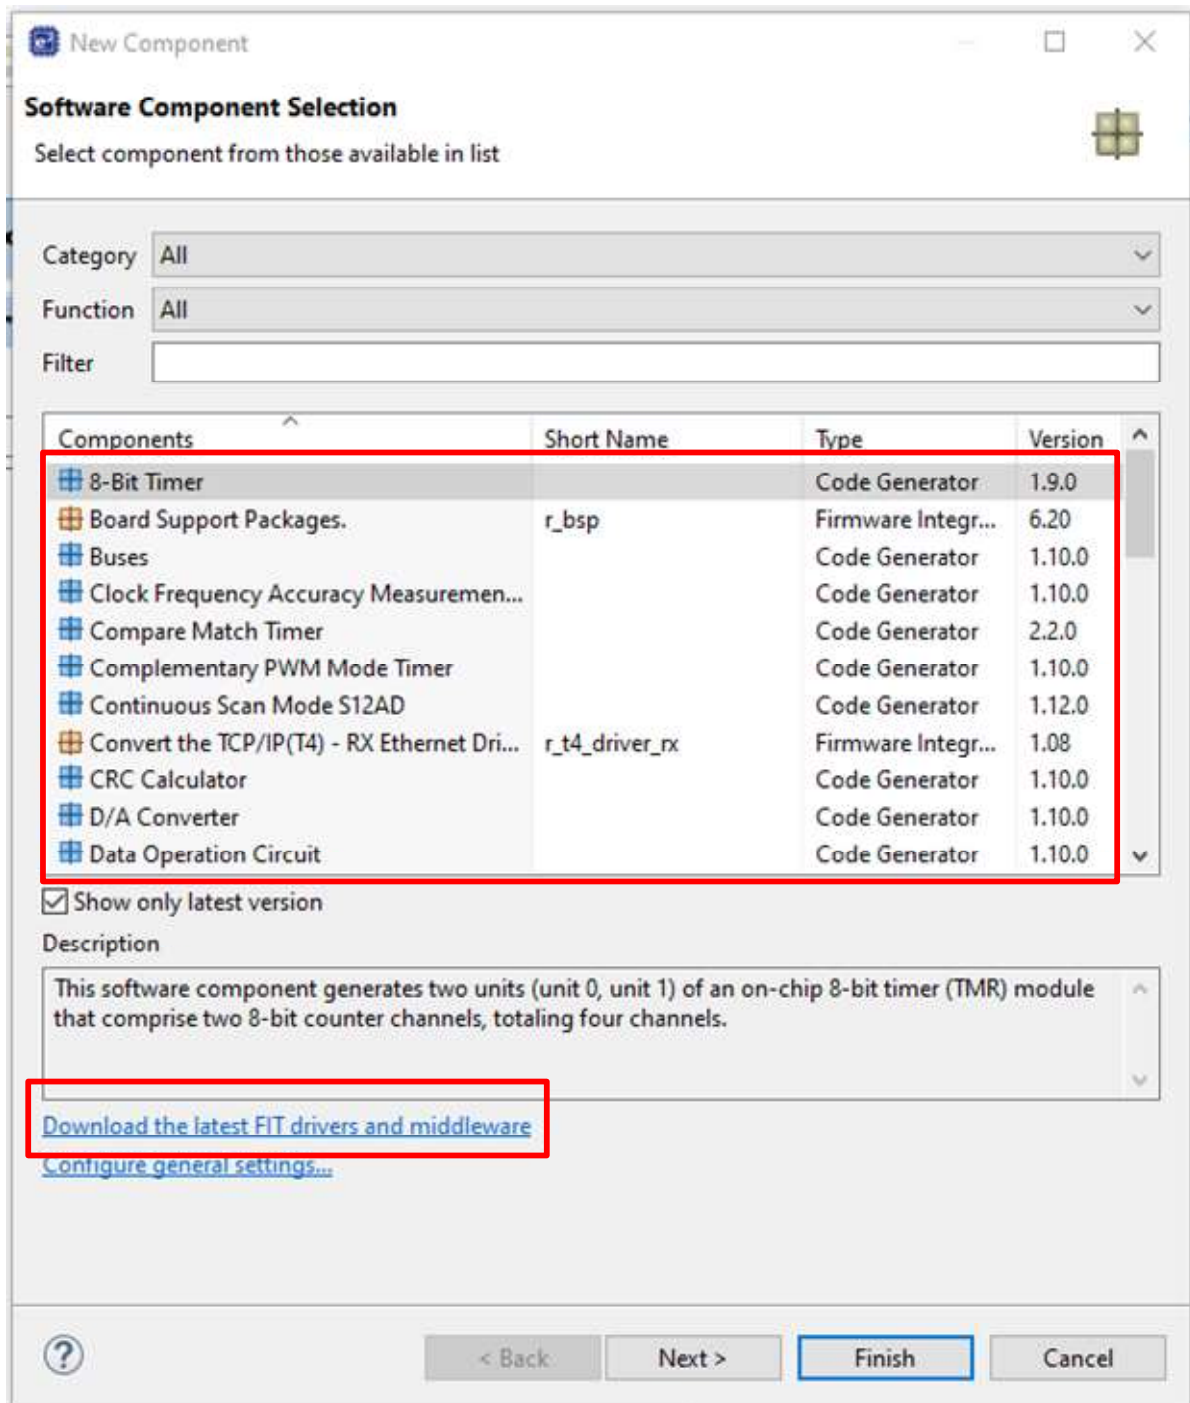 New Component
Software Component Selection
Select component from those available in list
Category All
Function All
Filter
Components Short Name Type Version
8-Bit Timer Code Generator 1.9.0
Board Support Packages. r_bsp Firmware Integr... 6.20
Buses Code Generator 1.10.0
Clock Frequency Accuracy Measuremen... Code Generator 1.10.0
Compare Match Timer Code Generator 2.2.0
Complementary PWM Mode Timer Code Generator 1.10.0
Continuous Scan Mode S12AD Code Generator 1.12.0
Convert the TCP/IP(T4) - RX Ethernet Dri... r_t4_driver_rx Firmware Integr... 1.08
CRC Calculator Code Generator 1.10.0
D/A Converter Code Generator 1.10.0
Data Operation Circuit Code Generator 1.10.0
Show only latest version
Description
This software component generates two units (unit 0, unit 1) of an on-chip 8-bit timer (TMR) module
that comprise two 8-bit counter channels, totaling four channels.
Download the latest FIT drivers and middleware
Configure general settings...
? < Back Next > Finish Cancel